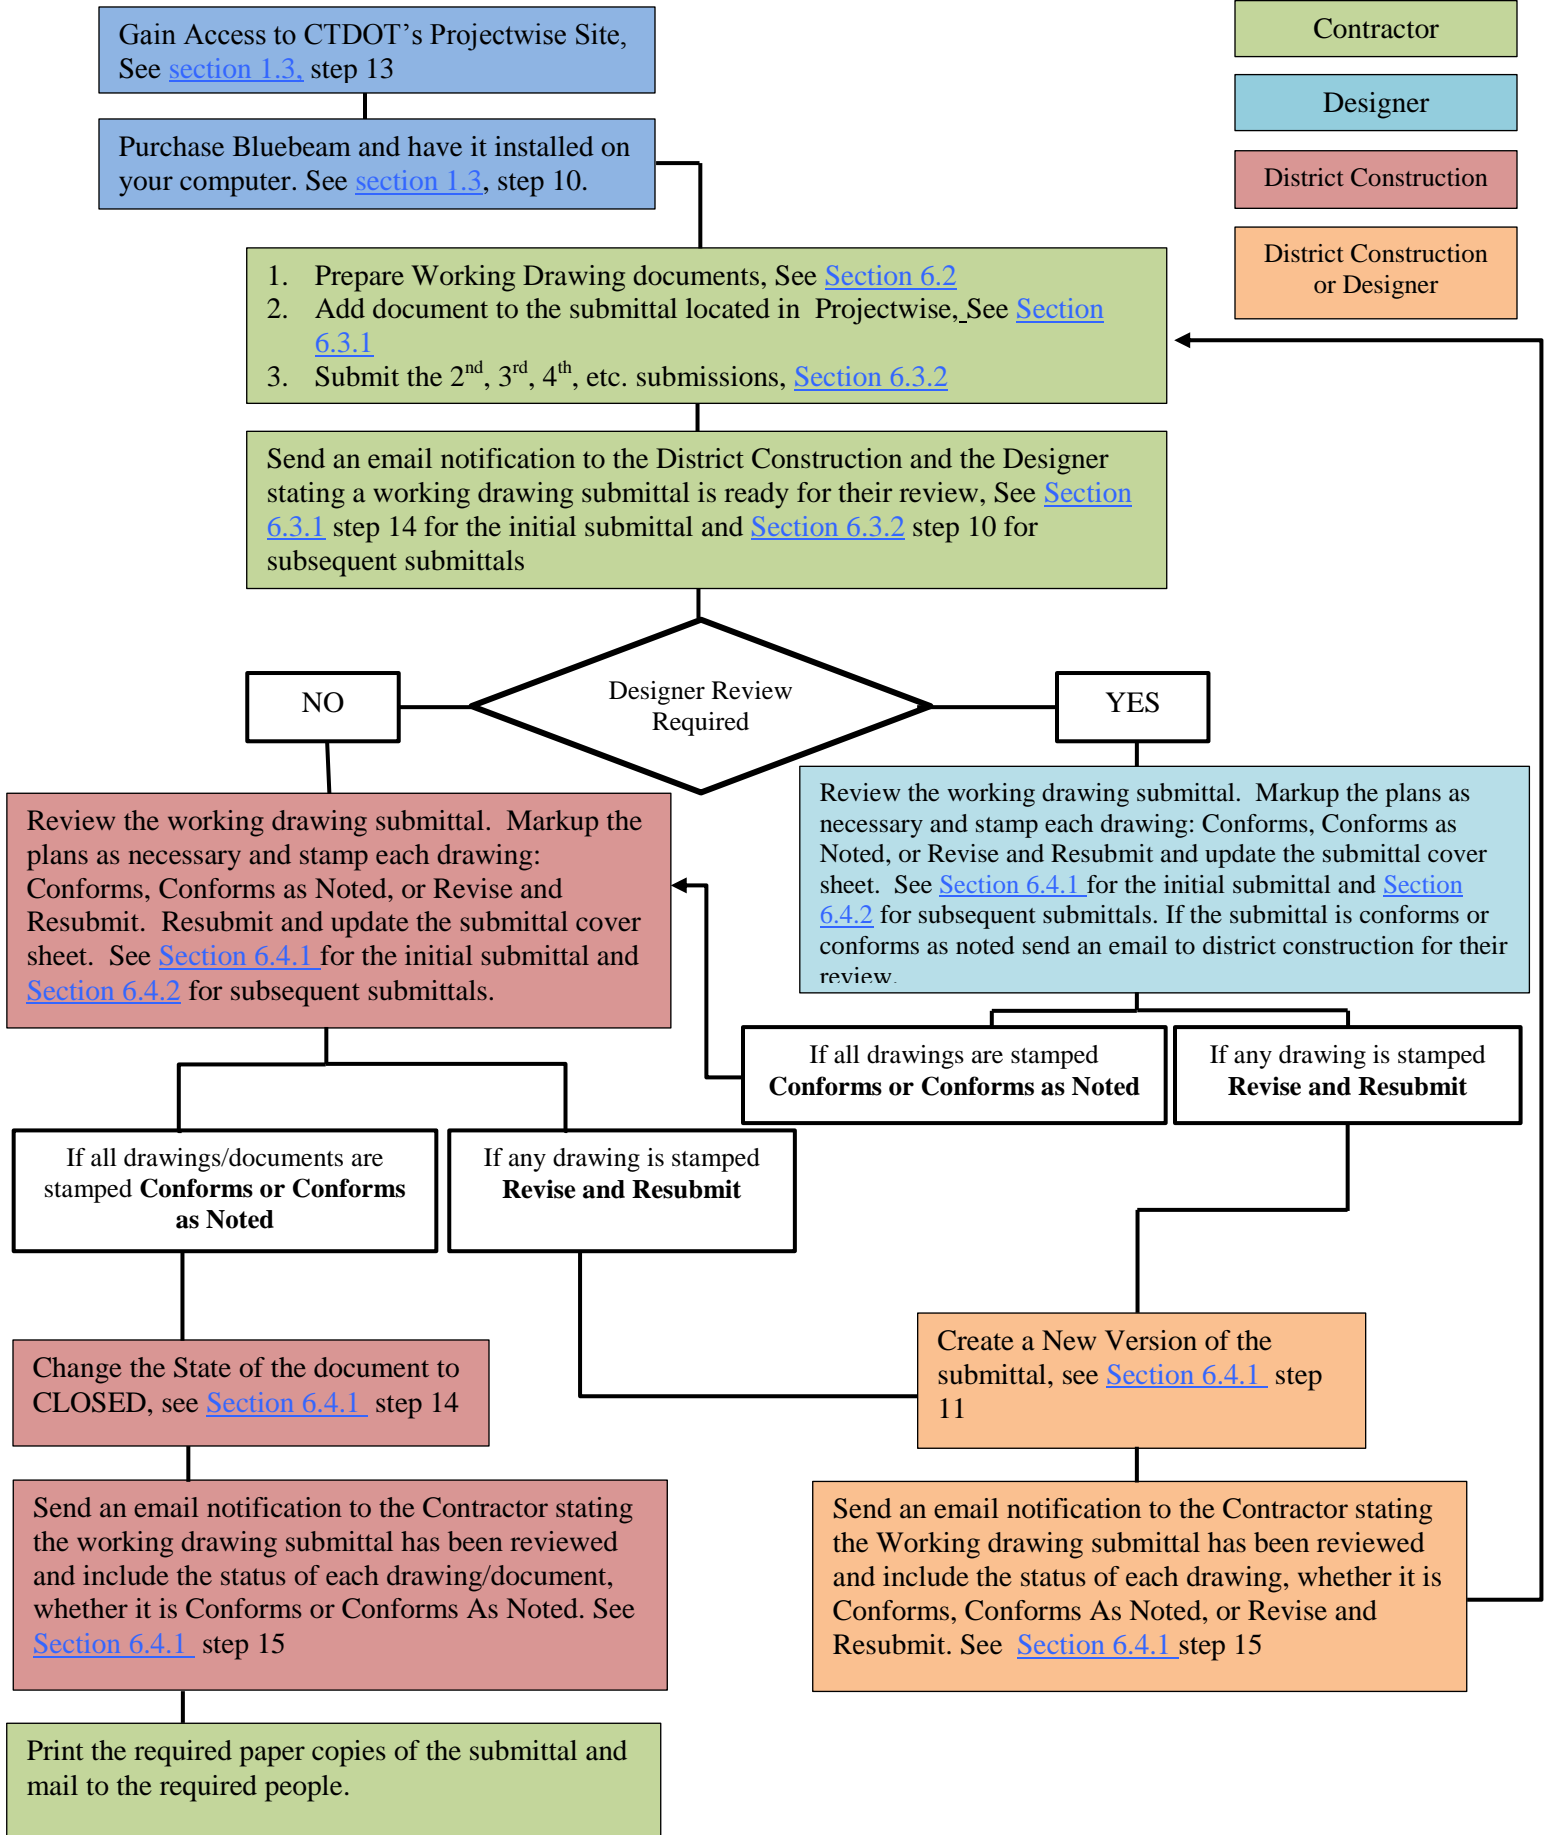 Gain Access to CTDOT's Projectwise Site,
See section 1.3, step 13
Purchase Bluebeam and have it installed on
your computer. See section 1.3, step 10.
Contractor
Designer
District Construction
District Construction
or Designer
1. Prepare Working Drawing documents, See Section 6.2
2. Add document to the submittal located in Projectwise, See Section
6.3.1
3. Submit the 2nd, 3rd, 4th, etc. submissions, Section 6.3.2
Send an email notification to the District Construction and the Designer
stating a working drawing submittal is ready for their review, See Section
6.3.1 step 14 for the initial submittal and Section 6.3.2 step 10 for
subsequent submittals
NO
Designer Review
Required
YES
Review the working drawing submittal. Markup the
plans as necessary and stamp each drawing:
Conforms, Conforms as Noted, or Revise and
Resubmit. Resubmit and update the submittal cover
sheet. See Section 6.4.1 for the initial submittal and
Section 6.4.2 for subsequent submittals.
Review the working drawing submittal. Markup the plans as
necessary and stamp each drawing: Conforms, Conforms as
Noted, or Revise and Resubmit and update the submittal cover
sheet. See Section 6.4.1 for the initial submittal and Section
6.4.2 for subsequent submittals. If the submittal is conforms or
conforms as noted send an email to district construction for their
review.
If all drawings are stamped
Conforms or Conforms as Noted
If any drawing is stamped
Revise and Resubmit
If all drawings/documents are
stamped Conforms or Conforms
as Noted
If any drawing is stamped
Revise and Resubmit
Change the State of the document to
CLOSED, see Section 6.4.1 step 14
Create a New Version of the
submittal, see Section 6.4.1 step
11
Send an email notification to the Contractor stating
the working drawing submittal has been reviewed
and include the status of each drawing/document,
whether it is Conforms or Conforms As Noted. See
Section 6.4.1 step 15
Send an email notification to the Contractor stating
the Working drawing submittal has been reviewed
and include the status of each drawing, whether it is
Conforms, Conforms As Noted, or Revise and
Resubmit. See Section 6.4.1 step 15
Print the required paper copies of the submittal and
mail to the required people.